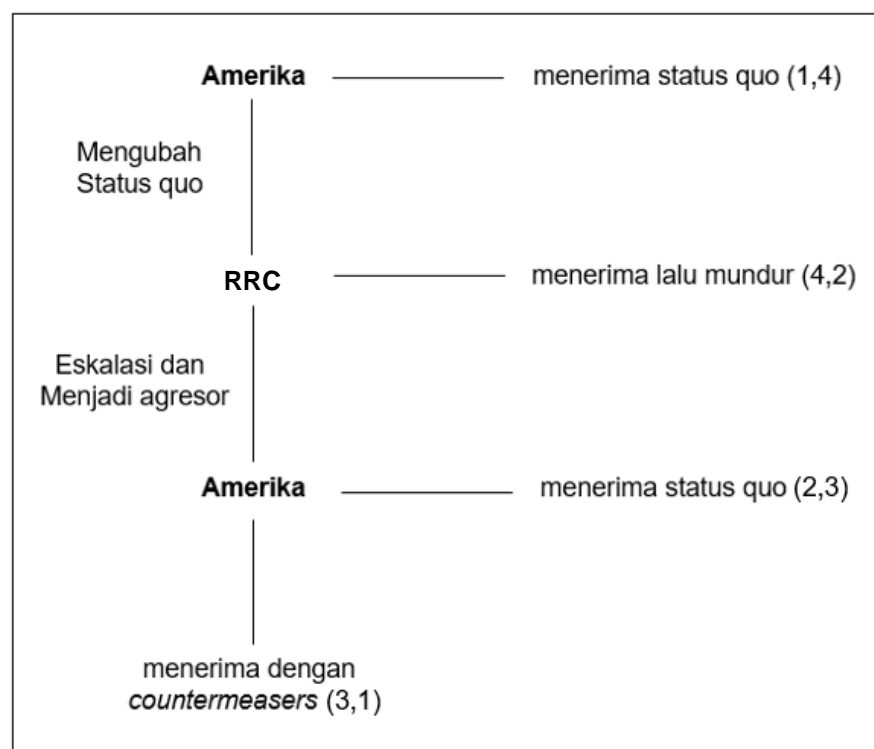 Amerika
menerima status quo (1,4)
Mengubah
Status quo
RRC
menerima lalu mundur (4,2)
Eskalasi dan
Menjadi agresor
Amerika
menerima status quo (2,3)
menerima dengan
countermeasers (3,1)